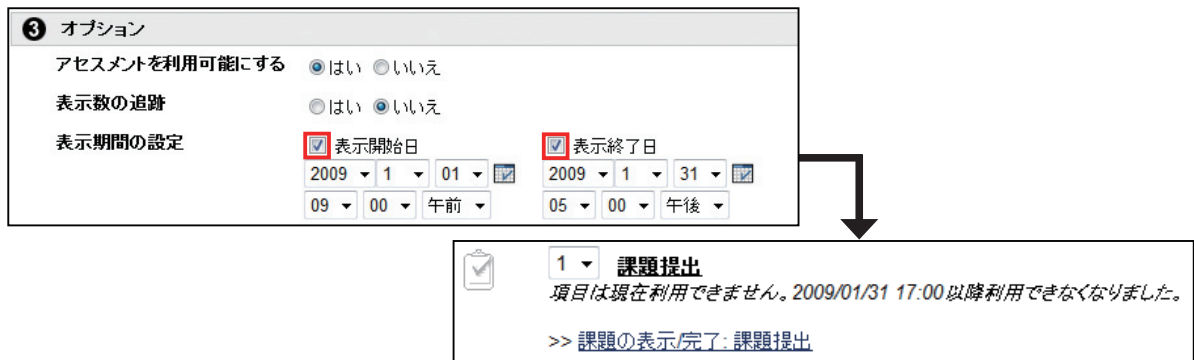 ❸ オプション
アセスメントを利用可能にする はい いいえ
表示数の追跡 はい いいえ
表示期間の設定 表示開始日 表示終了日
2009 1 01 2009 1 31
09 00 午前 05 00 午後
1 課題提出
項目は現在利用できません。2009/01/31 17:00以降利用できなくなりました。
>> 課題の表示/完了: 課題提出